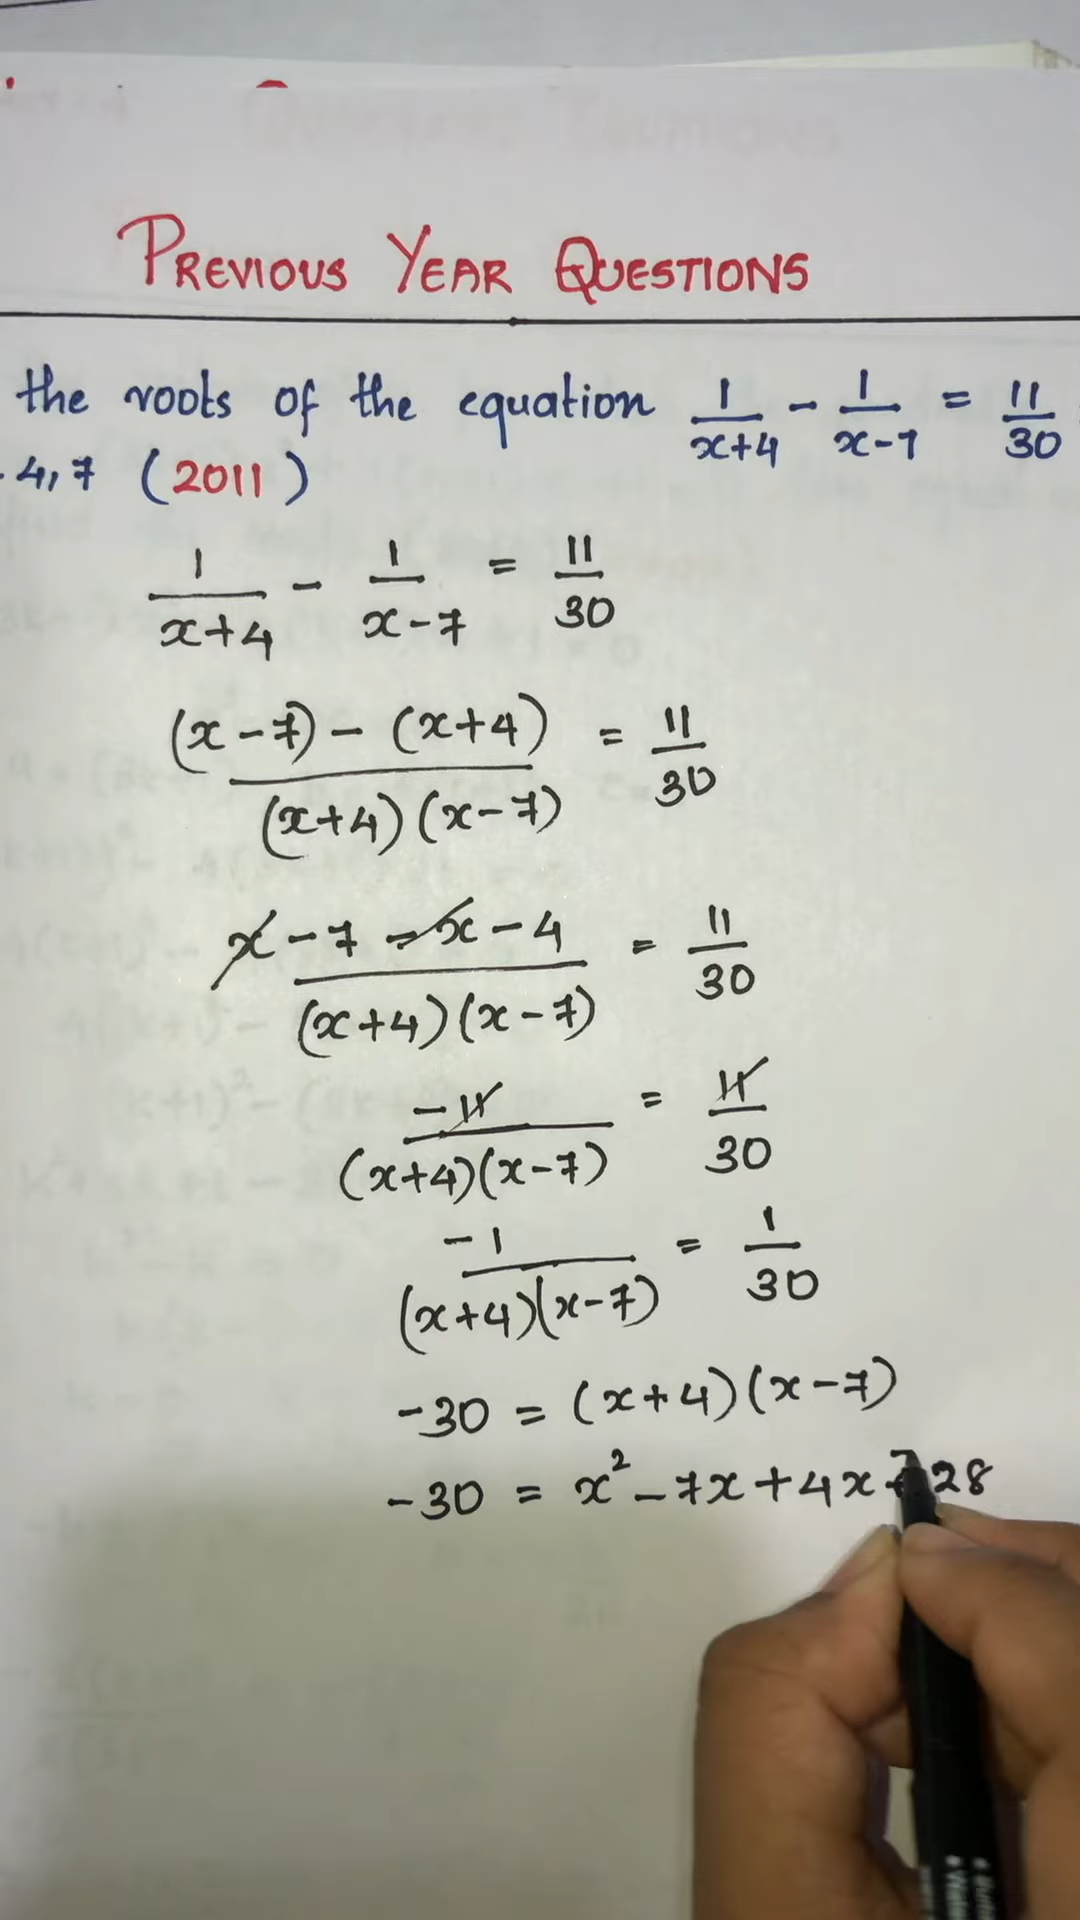 PREVIOUS YEAR QUESTIONS
the roots of the equation 1/(x+4) - 1/(x-7) = 11/30
4,7 (2011)
1/(x+4) - 1/(x-7) = 11/30
((x-7) - (x+4))/((x+4)(x-7)) = 11/30
(x-7-x-4)/((x+4)(x-7)) = 11/30
-11/((x+4)(x-7)) = 11/30
-1/((x+4)(x-7)) = 1/30
-30 = (x+4)(x-7)
-30 = x² - 7x + 4x 28